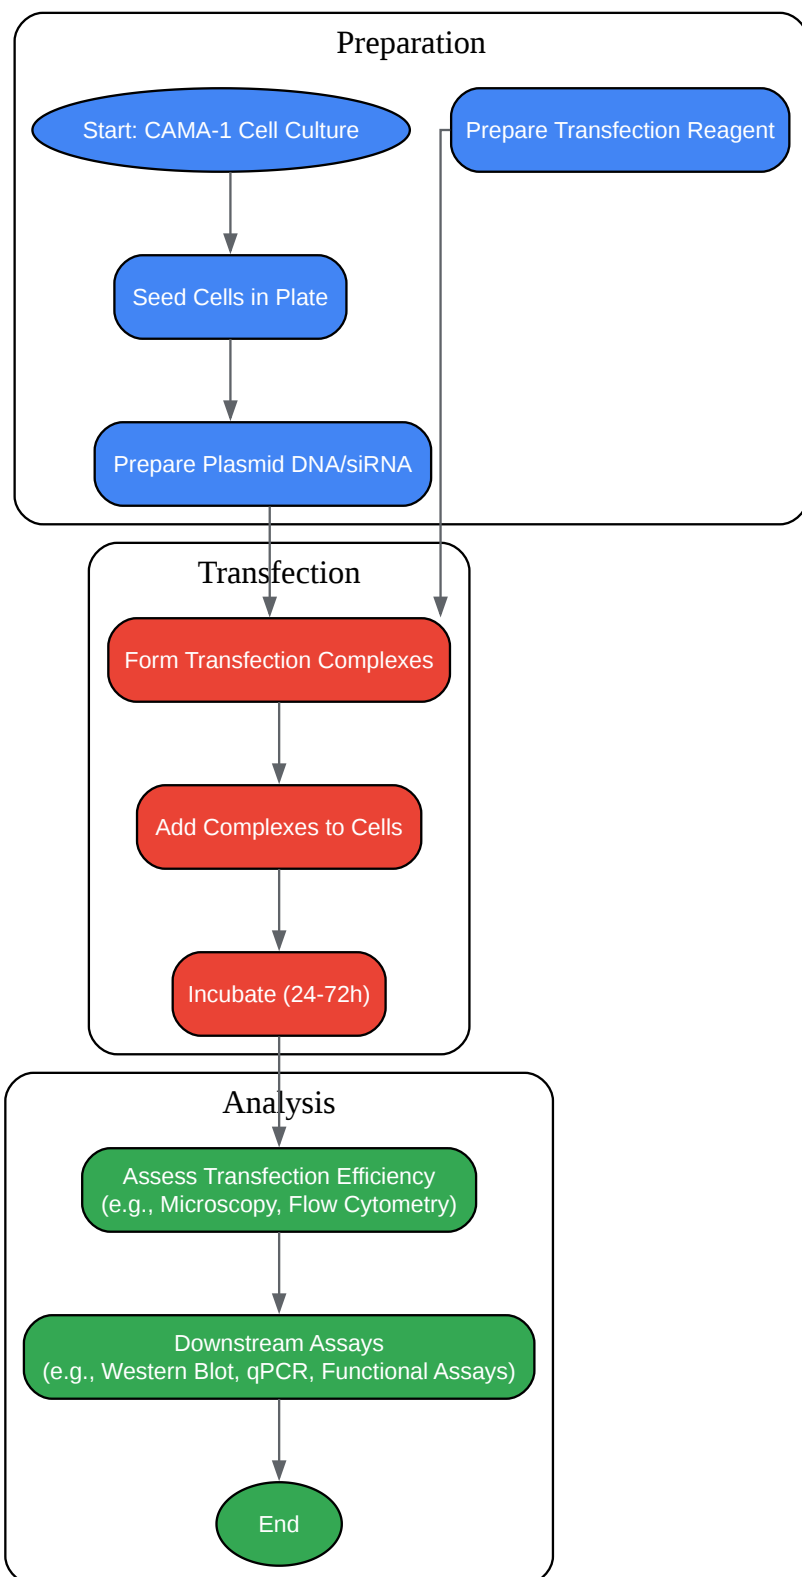 Preparation
Start: CAMA-1 Cell Culture
Prepare Transfection Reagent
Seed Cells in Plate
Prepare Plasmid DNA/siRNA
Transfection
Form Transfection Complexes
Add Complexes to Cells
Incubate (24-72h)
Analysis
Assess Transfection Efficiency
(e.g., Microscopy, Flow Cytometry)
Downstream Assays
(e.g., Western Blot, qPCR, Functional Assays)
End